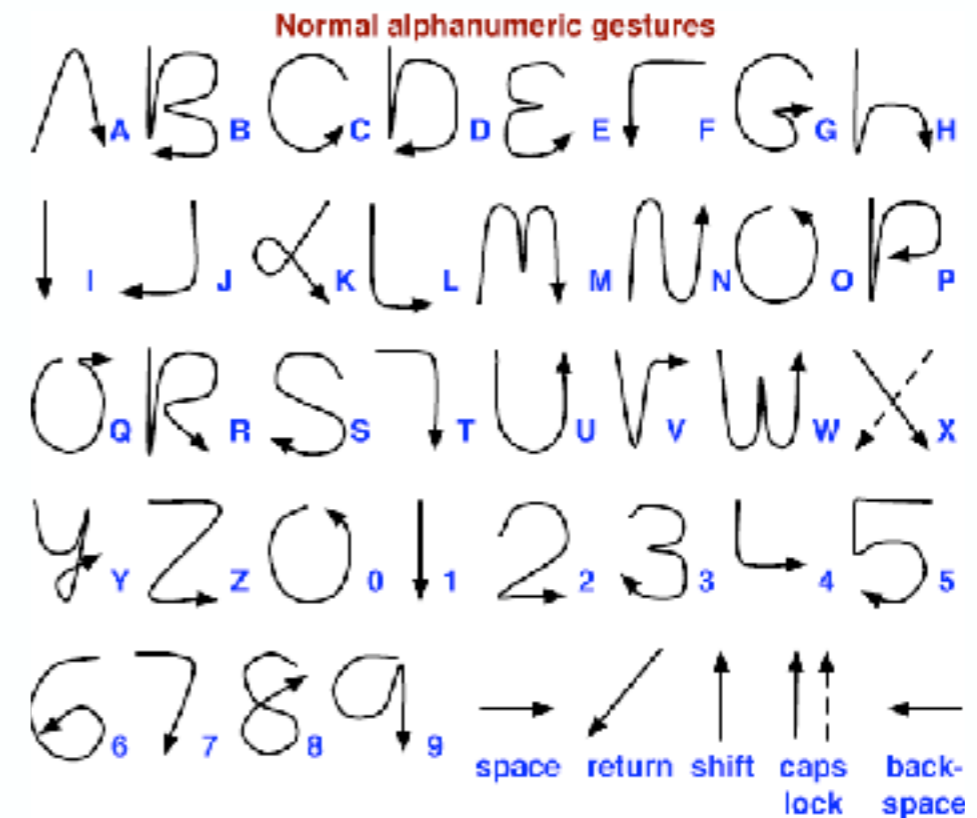 Normal alphanumeric gestures
A B C D E F G H
I J K L M N O P
Q R S T U V W X
Y Z 0 1 2 3 4 5
6 7 8 9
space return shift caps lock back-space